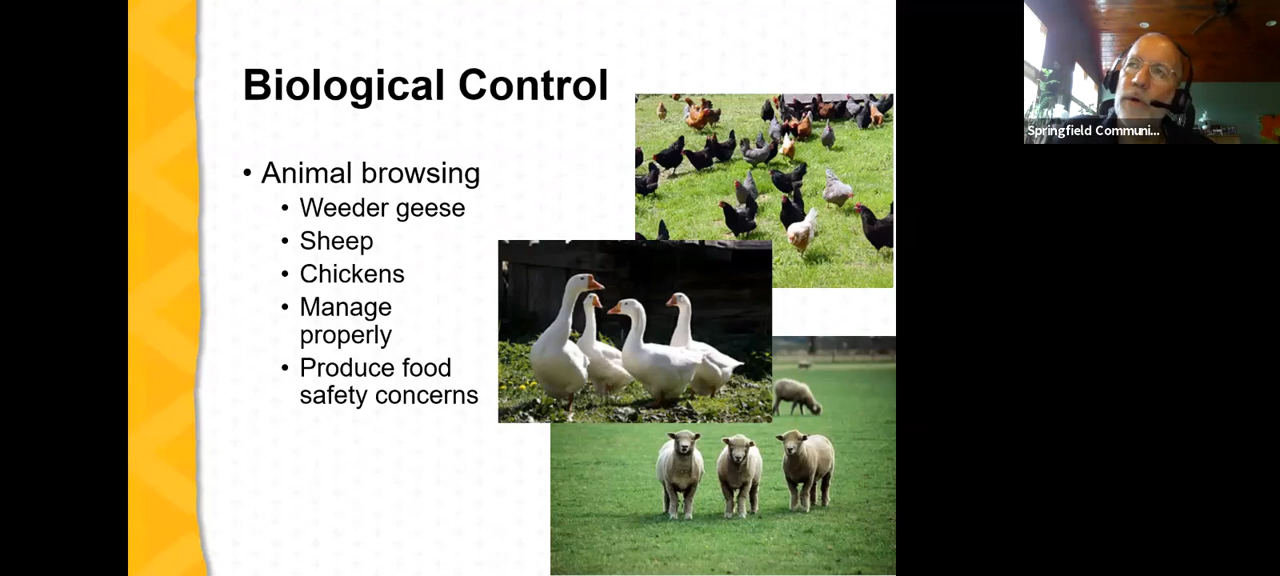 Biological Control
• Animal browsing
• Weeder geese
• Sheep
• Chickens
• Manage
properly
• Produce food
safety concerns
Springfield Communi...